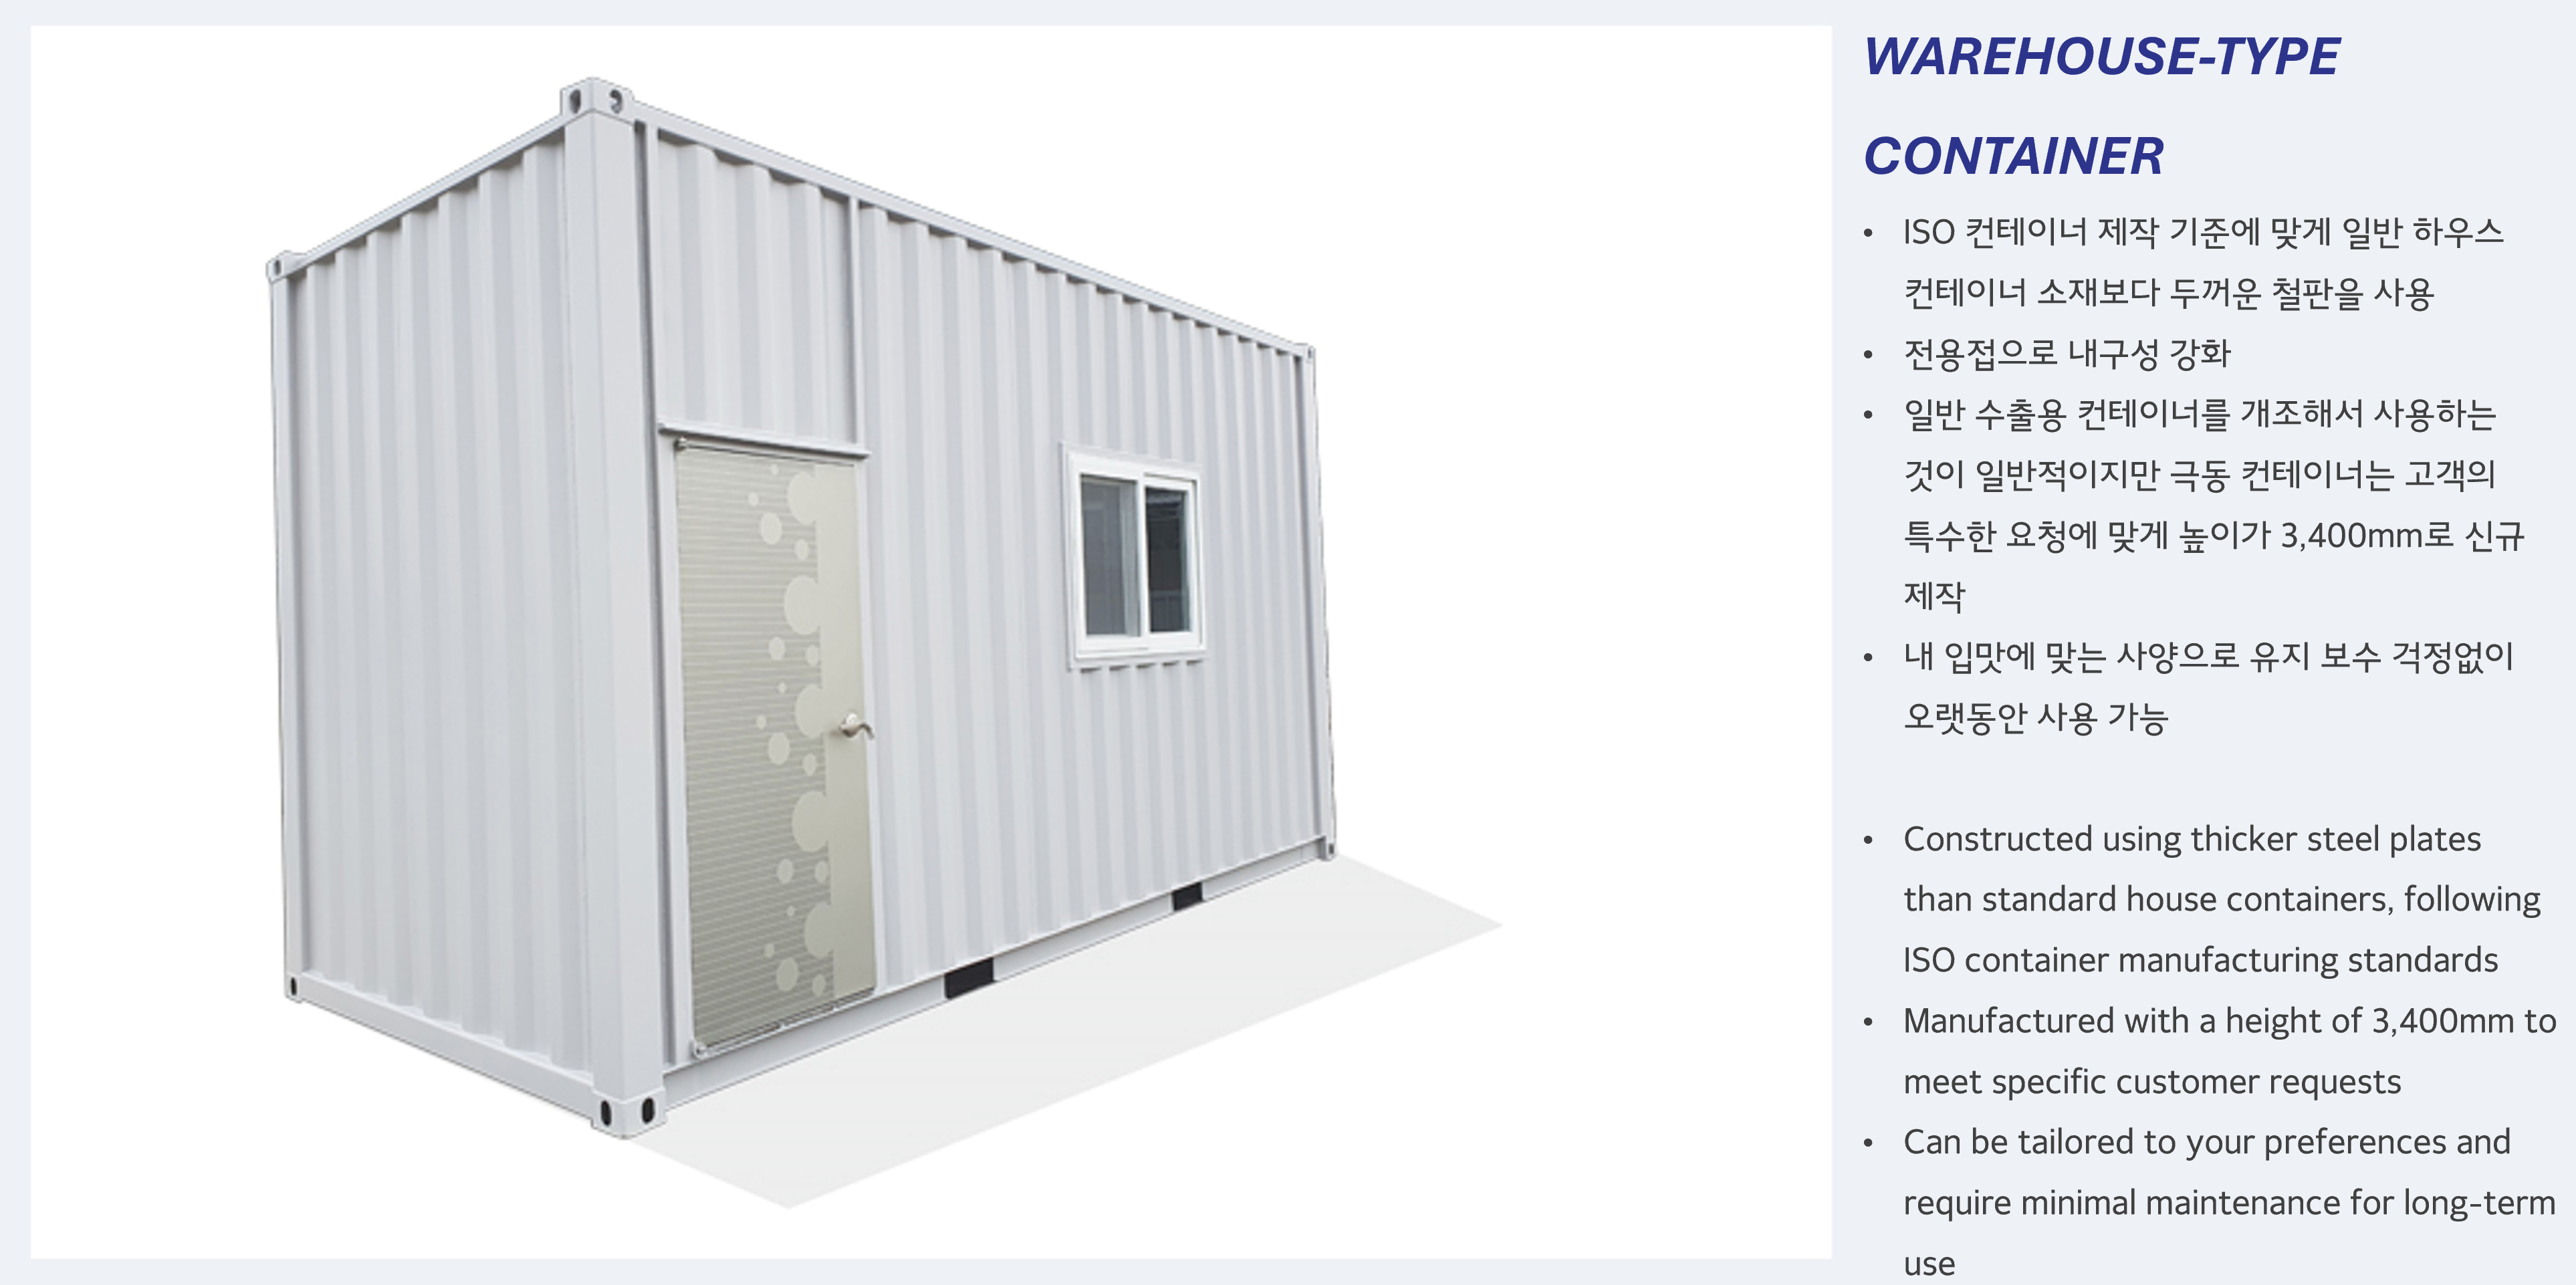 WAREHOUSE-TYPE
CONTAINER
• ISO 컨테이너 제작 기준에 맞게 일반 하우스
컨테이너 소재보다 두꺼운 철판을 사용
• 전용접으로 내구성 강화
• 일반 수출용 컨테이너를 개조해서 사용하는
것이 일반적이지만 극동 컨테이너는 고객의
특수한 요청에 맞게 높이가 3,400mm로 신규
제작
• 내 입맛에 맞는 사양으로 유지 보수 걱정없이
오랫동안 사용 가능
• Constructed using thicker steel plates
than standard house containers, following
ISO container manufacturing standards
• Manufactured with a height of 3,400mm to
meet specific customer requests
• Can be tailored to your preferences and
require minimal maintenance for long-term
use